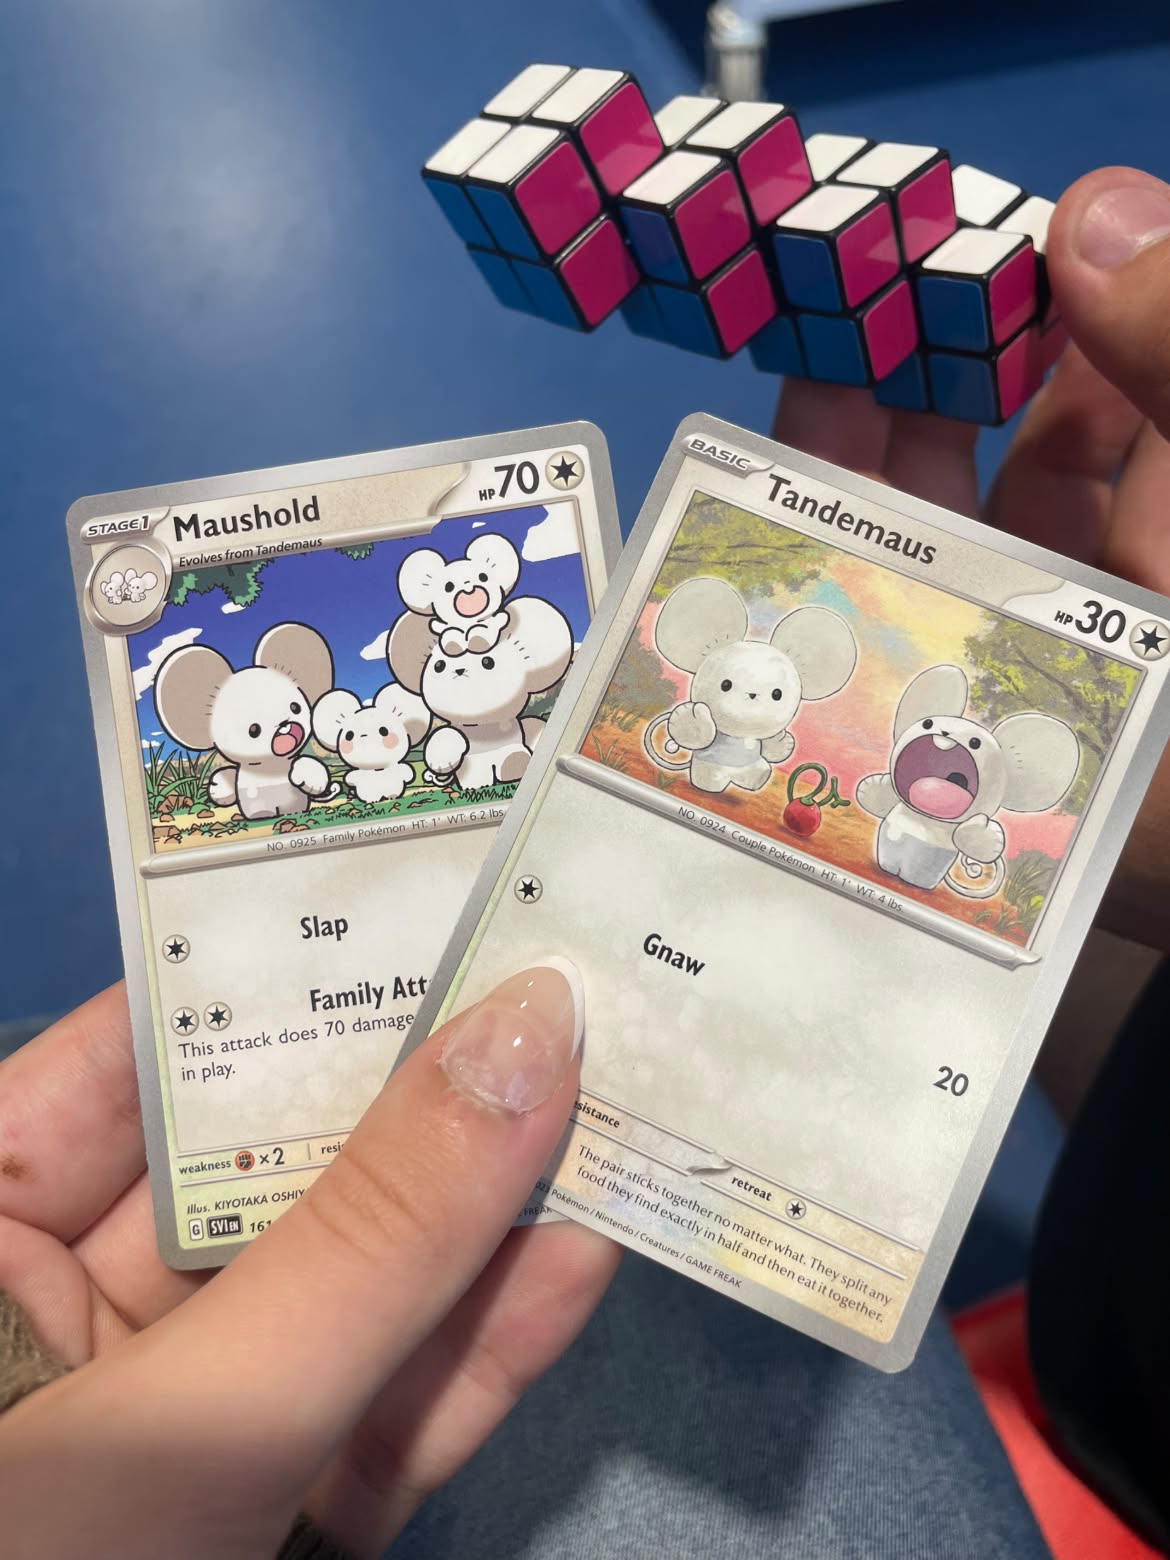 STAGE1 Maushold HP 70
Evolves from Tandemaus
NO. 0925 Family Pokémon HT: 1' WT: 6.2 lbs.
Slap
Family Att
This attack does 70 damage
in play.
weakness ×2 resi
Illus. KIYOTAKA OSHIY
G SVI EN 161
BASIC Tandemaus HP 30
NO. 0924 Couple Pokémon HT: 1' WT: 4 lbs.
Gnaw 20
sistance
retreat
The pair sticks together no matter what. They split any
food they find exactly in half and then eat it together.
Pokémon / Nintendo / Creatures / GAME FREAK
FREAK